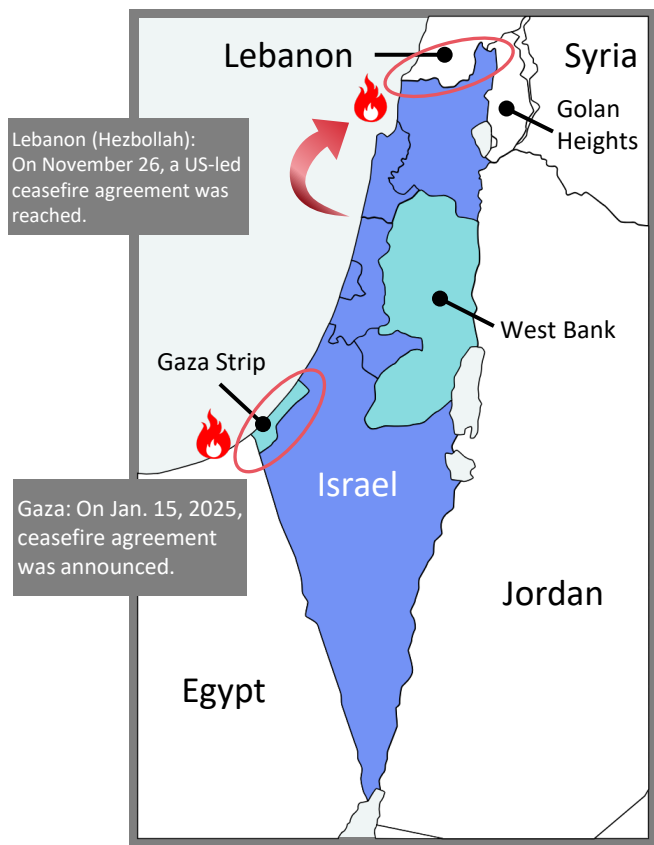 Lebanon
Syria
Golan
Heights
Lebanon (Hezbollah):
On November 26, a US-led
ceasefire agreement was
reached.
West Bank
Gaza Strip
Israel
Gaza: On Jan. 15, 2025,
ceasefire agreement
was announced.
Jordan
Egypt